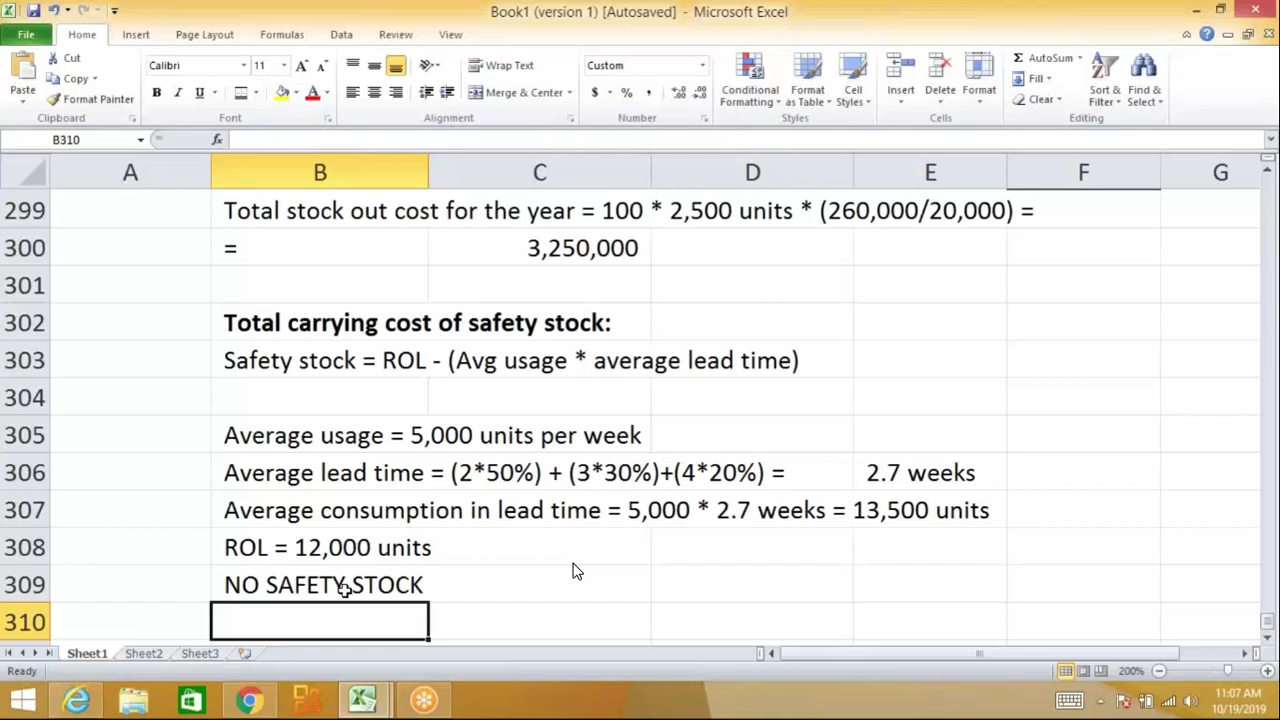 Book1 (version 1) [Autosaved] - Microsoft Excel
File Home Insert Page Layout Formulas Data Review View
Cut
Copy
Format Painter
Paste
Clipboard
Calibri 11
B I U
Font
Wrap Text
Merge & Center
Alignment
Custom
$ % ,
Number
Conditional Formatting
Format as Table
Cell Styles
Styles
Insert Delete Format
Cells
Σ AutoSum
Fill
Clear
Sort & Filter
Find & Select
Editing
B310 fx
A B C D E F G
299 Total stock out cost for the year = 100 * 2,500 units * (260,000/20,000) =
300 = 3,250,000
301
302 Total carrying cost of safety stock:
303 Safety stock = ROL - (Avg usage * average lead time)
304
305 Average usage = 5,000 units per week
306 Average lead time = (2*50%) + (3*30%)+(4*20%) = 2.7 weeks
307 Average consumption in lead time = 5,000 * 2.7 weeks = 13,500 units
308 ROL = 12,000 units
309 NO SAFETY STOCK
310
Sheet1 Sheet2 Sheet3
Ready 200%
11:07 AM
10/19/2019